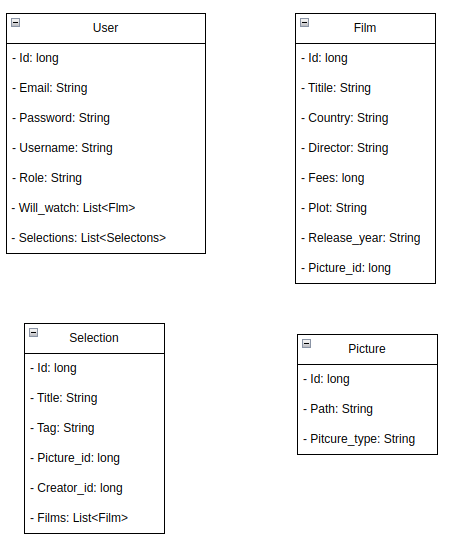 User
- Id: long
- Email: String
- Password: String
- Username: String
- Role: String
- Will_watch: List<Flm>
- Selections: List<Selectons>
Film
- Id: long
- Titile: String
- Country: String
- Director: String
- Fees: long
- Plot: String
- Release_year: String
- Picture_id: long
Selection
- Id: long
- Title: String
- Tag: String
- Picture_id: long
- Creator_id: long
- Films: List<Film>
Picture
- Id: long
- Path: String
- Pitcure_type: String